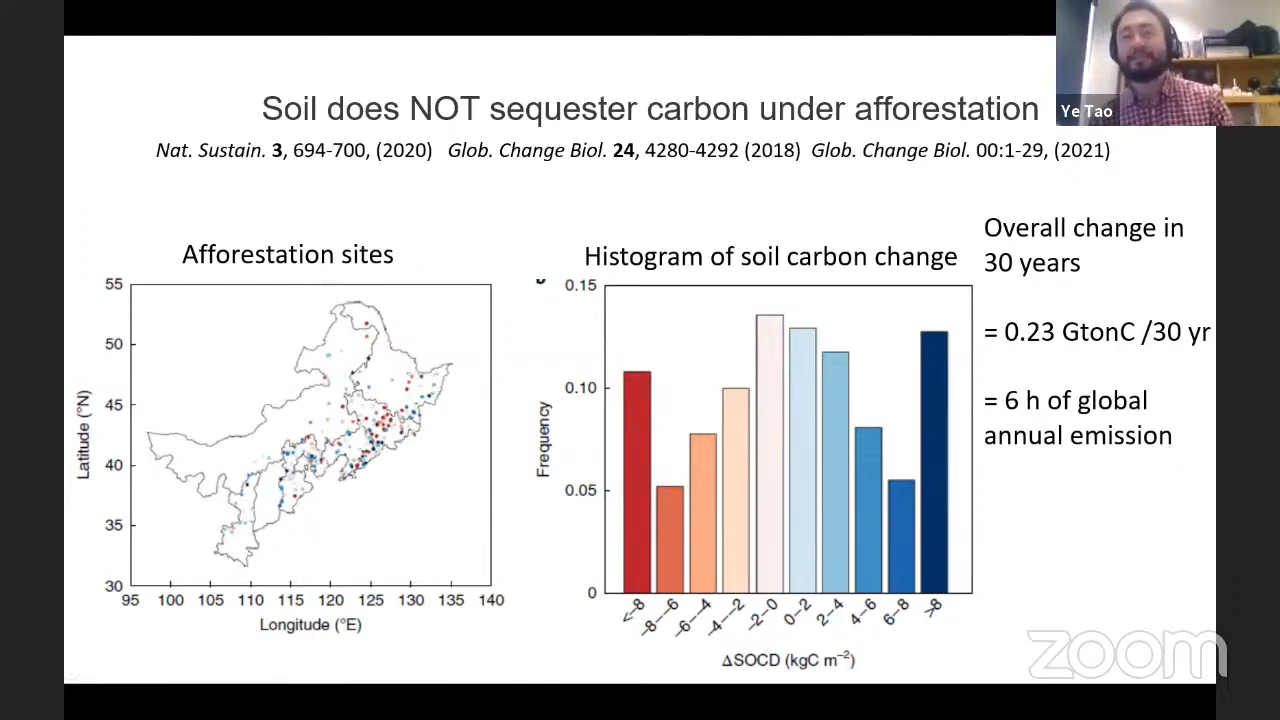 Soil does NOT sequester carbon under afforestation
Ye Tao
Nat. Sustain. 3, 694-700, (2020) Glob. Change Biol. 24, 4280-4292 (2018) Glob. Change Biol. 00:1-29, (2021)
Afforestation sites
55
50
45
40
35
30
Latitude (°N)
95 100 105 110 115 120 125 130 135 140
Longitude (°E)
Histogram of soil carbon change
0.15
0.10
0.05
0
Frequency
<–8
–8–-6
–6–-4
–4–-2
–2–0
0–2
2–4
4–6
6–8
>8
ΔSOCD (kgC m⁻²)
Overall change in
30 years
= 0.23 GtonC /30 yr
= 6 h of global
annual emission
zoom